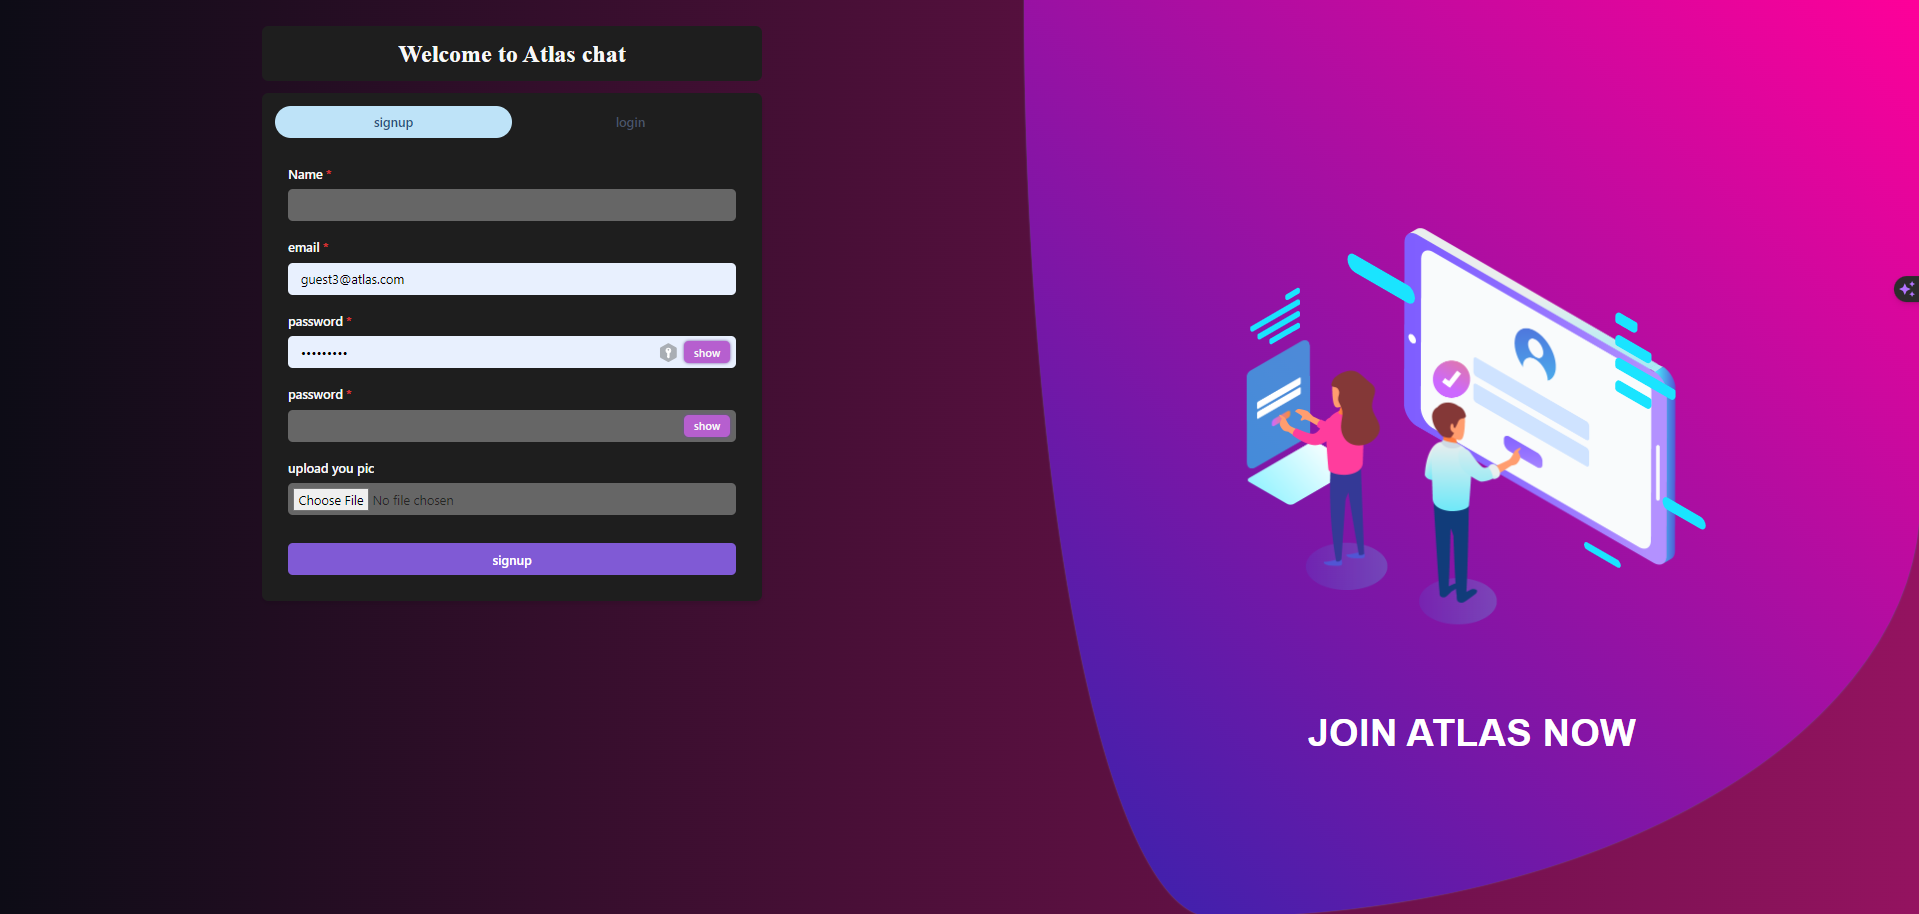 Welcome to Atlas chat
signup
login
Name *
email *
guest3@atlas.com
password *
•••••••••
show
password *
show
upload you pic
Choose File No file chosen
signup
JOIN ATLAS NOW